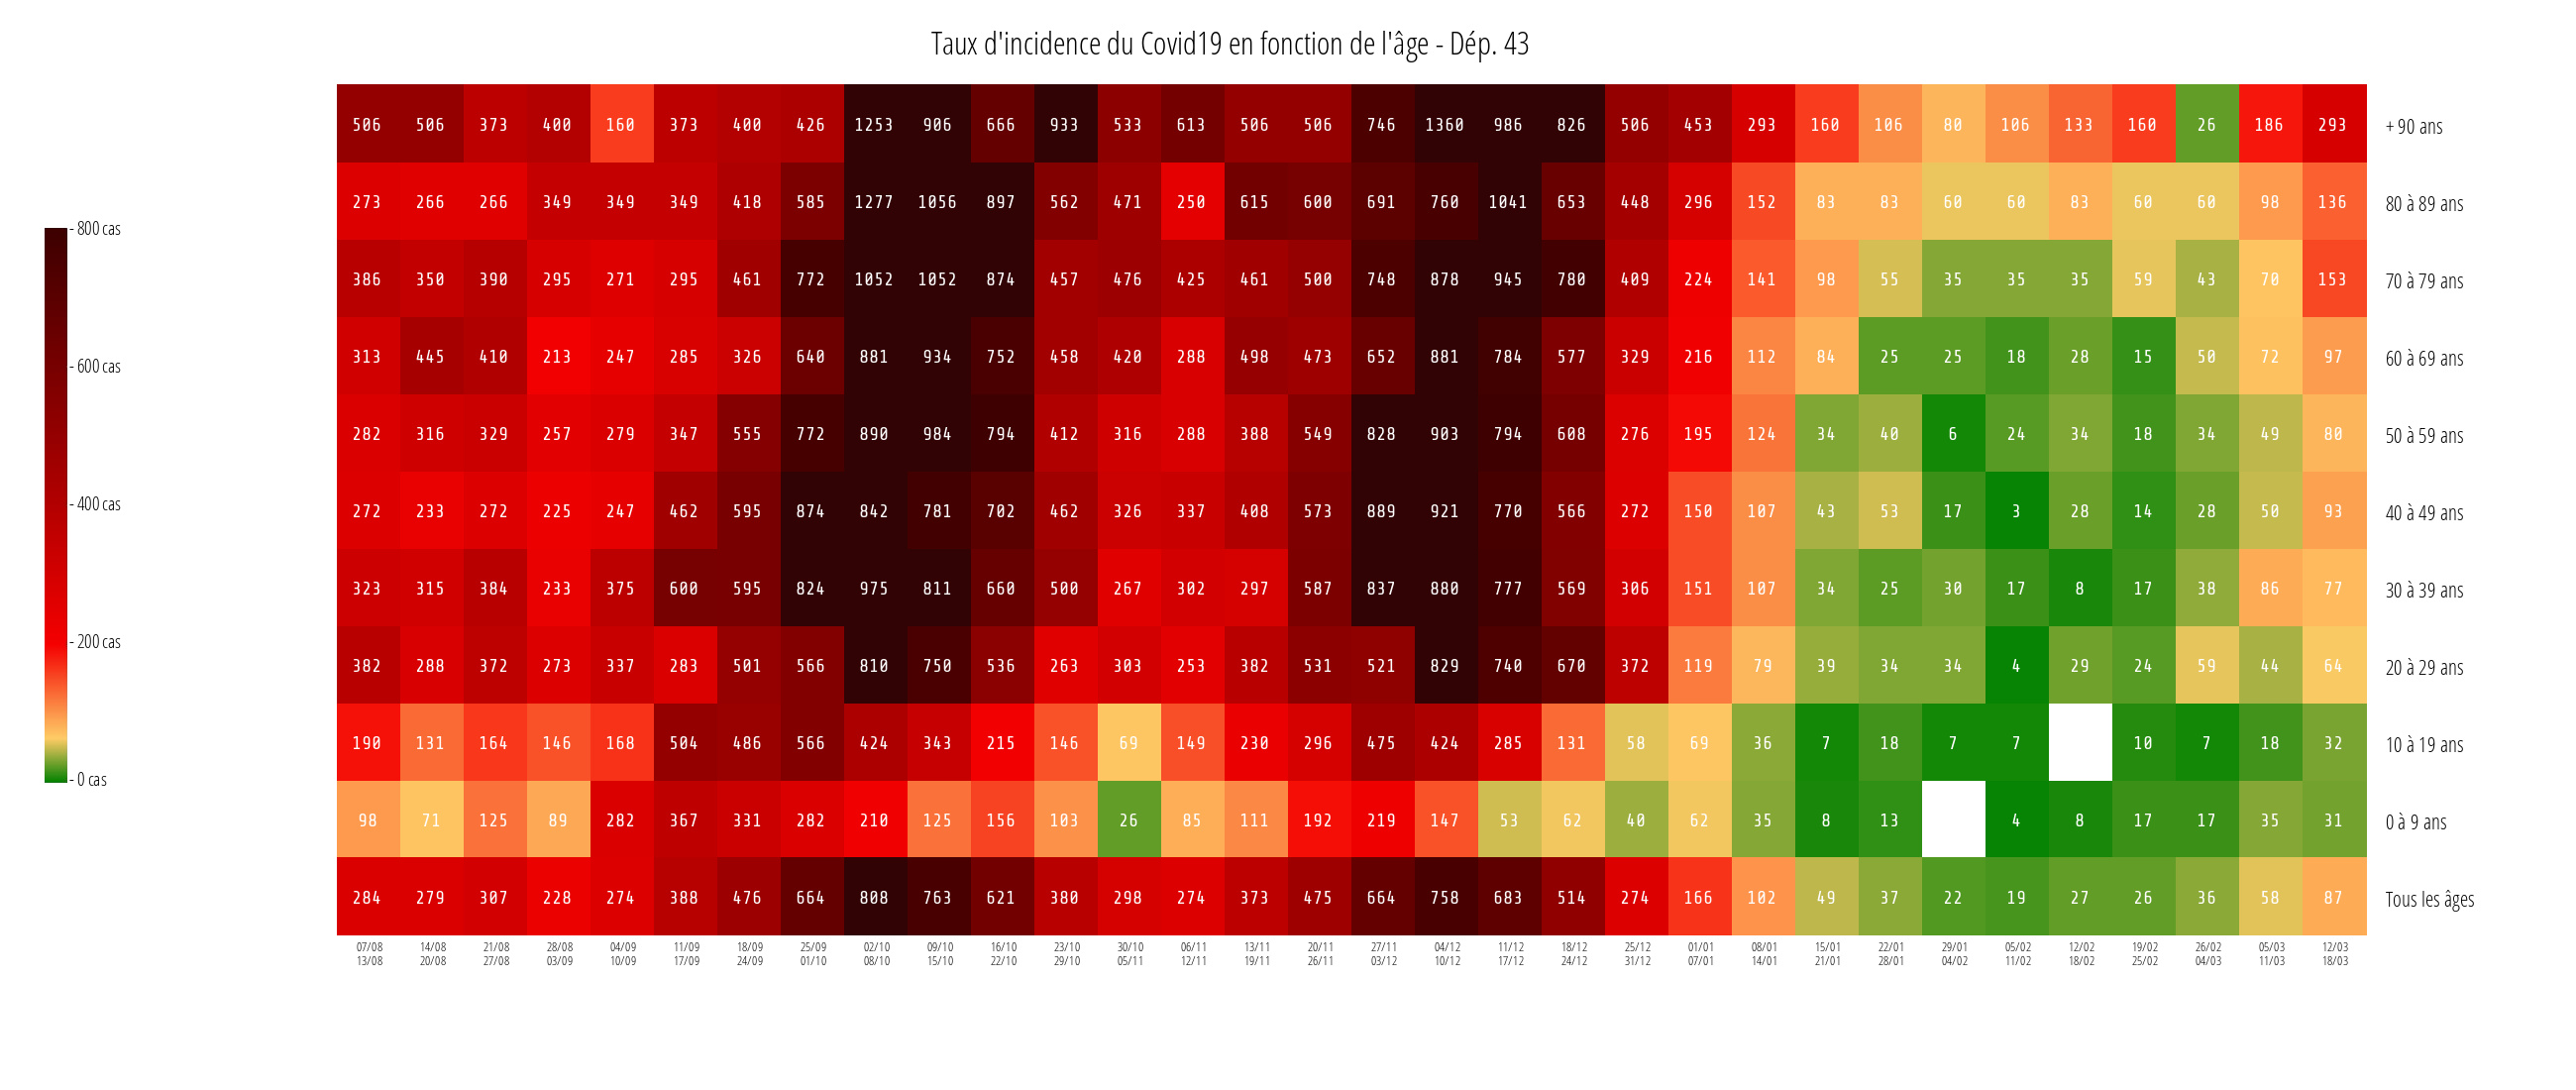 Taux d'incidence du Covid19 en fonction de l'âge - Dép. 43
506 506 373 400 160 373 400 426 1253 906 666 933 533 613 506 506 746 1360 986 826 506 453 293 160 106 80 106 133 160 26 186 293 + 90 ans
273 266 266 349 349 349 418 585 1277 1056 897 562 471 250 615 600 691 760 1041 653 448 296 152 83 83 60 60 83 60 60 98 136 80 à 89 ans
- 800 cas
386 350 390 295 271 295 461 772 1052 1052 874 457 476 425 461 500 748 878 945 780 409 224 141 98 55 35 35 35 59 43 70 153 70 à 79 ans
313 445 410 213 247 285 326 640 881 934 752 458 420 288 498 473 652 881 784 577 329 216 112 84 25 25 18 28 15 50 72 97 60 à 69 ans
- 600 cas
282 316 329 257 279 347 555 772 890 984 794 412 316 288 388 549 828 903 794 608 276 195 124 34 40 6 24 34 18 34 49 80 50 à 59 ans
- 400 cas
272 233 272 225 247 462 595 874 842 781 702 462 326 337 408 573 889 921 770 566 272 150 107 43 53 17 3 28 14 28 50 93 40 à 49 ans
323 315 384 233 375 600 595 824 975 811 660 500 267 302 297 587 837 880 777 569 306 151 107 34 25 30 17 8 17 38 86 77 30 à 39 ans
- 200 cas
382 288 372 273 337 283 501 566 810 750 536 263 303 253 382 531 521 829 740 670 372 119 79 39 34 34 4 29 24 59 44 64 20 à 29 ans
190 131 164 146 168 504 486 566 424 343 215 146 69 149 230 296 475 424 285 131 58 69 36 7 18 7 7 10 7 18 32 10 à 19 ans
- 0 cas
98 71 125 89 282 367 331 282 210 125 156 103 26 85 111 192 219 147 53 62 40 62 35 8 13 4 8 17 17 35 31 0 à 9 ans
284 279 307 228 274 388 476 664 808 763 621 380 298 274 373 475 664 758 683 514 274 166 102 49 37 22 19 27 26 36 58 87 Tous les âges
07/08 14/08 21/08 28/08 04/09 11/09 18/09 25/09 02/10 09/10 16/10 23/10 30/10 06/11 13/11 20/11 27/11 04/12 11/12 18/12 25/12 01/01 08/01 15/01 22/01 29/01 05/02 12/02 19/02 26/02 05/03 12/03
13/08 20/08 27/08 03/09 10/09 17/09 24/09 01/10 08/10 15/10 22/10 29/10 05/11 12/11 19/11 26/11 03/12 10/12 17/12 24/12 31/12 07/01 14/01 21/01 28/01 04/02 11/02 18/02 25/02 04/03 11/03 18/03